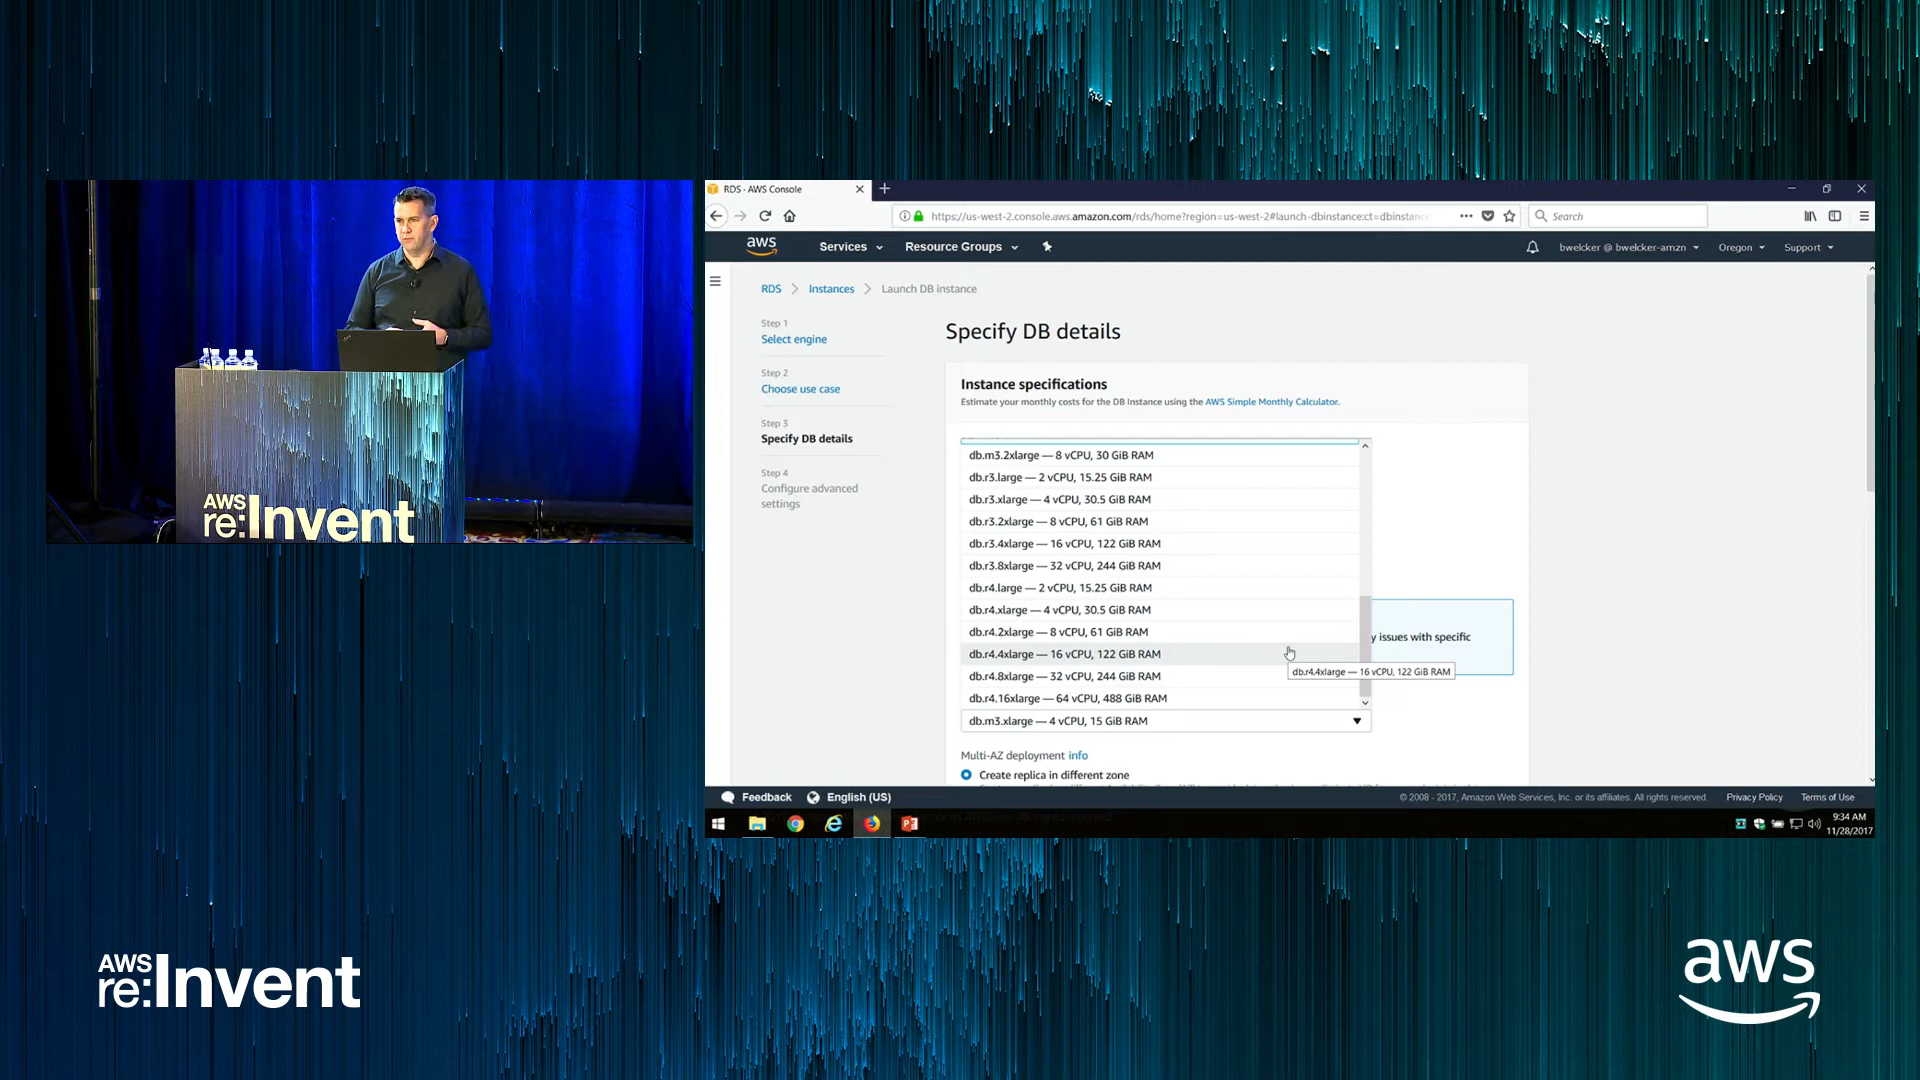 AWS
re:Invent
RDS - AWS Console
https://us-west-2.console.aws.amazon.com/rds/home?region=us-west-2#launch-dbinstance:ct=dbinstanc
Search
aws
Services
Resource Groups
bwelcker @ bwelcker-amzn
Oregon
Support
RDS
Instances
Launch DB instance
Step 1
Select engine
Step 2
Choose use case
Step 3
Specify DB details
Step 4
Configure advanced
settings
Specify DB details
Instance specifications
Estimate your monthly costs for the DB Instance using the AWS Simple Monthly Calculator.
db.m3.2xlarge — 8 vCPU, 30 GiB RAM
db.r3.large — 2 vCPU, 15.25 GiB RAM
db.r3.xlarge — 4 vCPU, 30.5 GiB RAM
db.r3.2xlarge — 8 vCPU, 61 GiB RAM
db.r3.4xlarge — 16 vCPU, 122 GiB RAM
db.r3.8xlarge — 32 vCPU, 244 GiB RAM
db.r4.large — 2 vCPU, 15.25 GiB RAM
db.r4.xlarge — 4 vCPU, 30.5 GiB RAM
db.r4.2xlarge — 8 vCPU, 61 GiB RAM
db.r4.4xlarge — 16 vCPU, 122 GiB RAM
db.r4.8xlarge — 32 vCPU, 244 GiB RAM
db.r4.16xlarge — 64 vCPU, 488 GiB RAM
y issues with specific
db.r4.4xlarge — 16 vCPU, 122 GiB RAM
db.m3.xlarge — 4 vCPU, 15 GiB RAM
Multi-AZ deployment info
Create replica in different zone
Feedback
English (US)
© 2008 - 2017, Amazon Web Services, Inc. or its affiliates. All rights reserved.
Privacy Policy
Terms of Use
9:34 AM
11/28/2017
AWS
re:Invent
aws